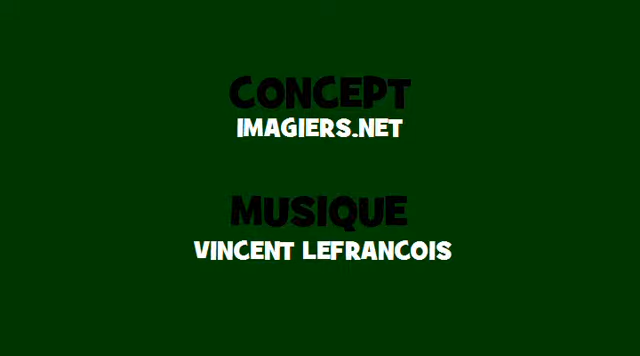 CONCEPT
IMAGIERS.NET
MUSIQUE
VINCENT LEFRANCOIS